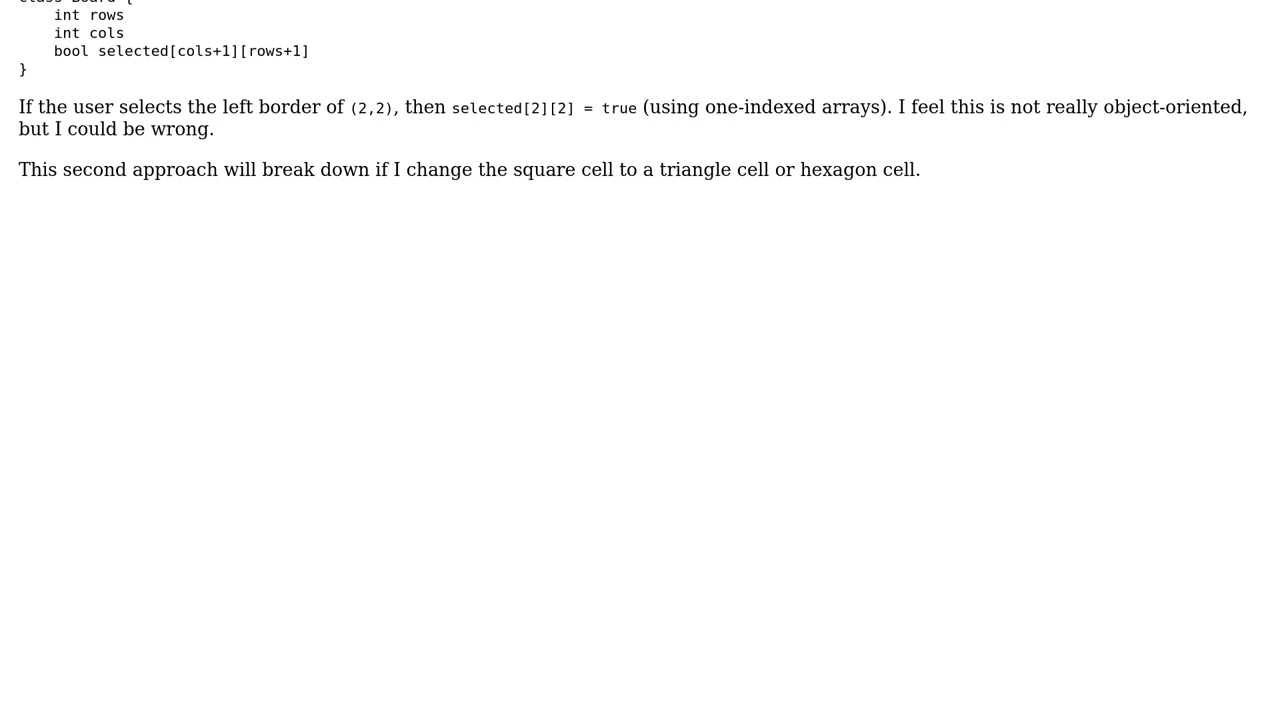 class Board {
    int rows
    int cols
    bool selected[cols+1][rows+1]
}
If the user selects the left border of (2,2), then selected[2][2] = true (using one-indexed arrays). I feel this is not really object-oriented,
but I could be wrong.
This second approach will break down if I change the square cell to a triangle cell or hexagon cell.